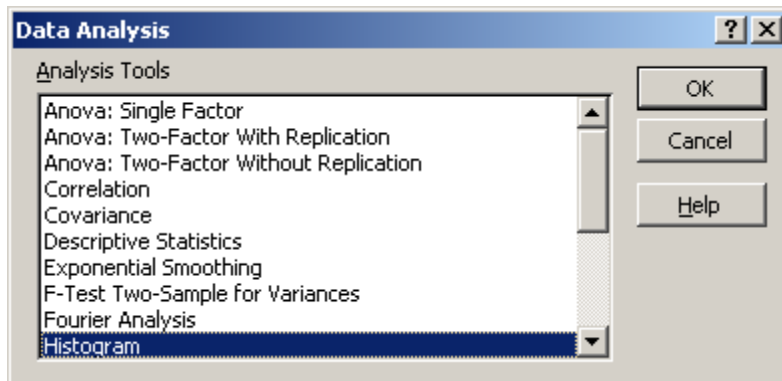 Data Analysis
Analysis Tools
Anova: Single Factor
Anova: Two-Factor With Replication
Anova: Two-Factor Without Replication
Correlation
Covariance
Descriptive Statistics
Exponential Smoothing
F-Test Two-Sample for Variances
Fourier Analysis
Histogram
OK
Cancel
Help